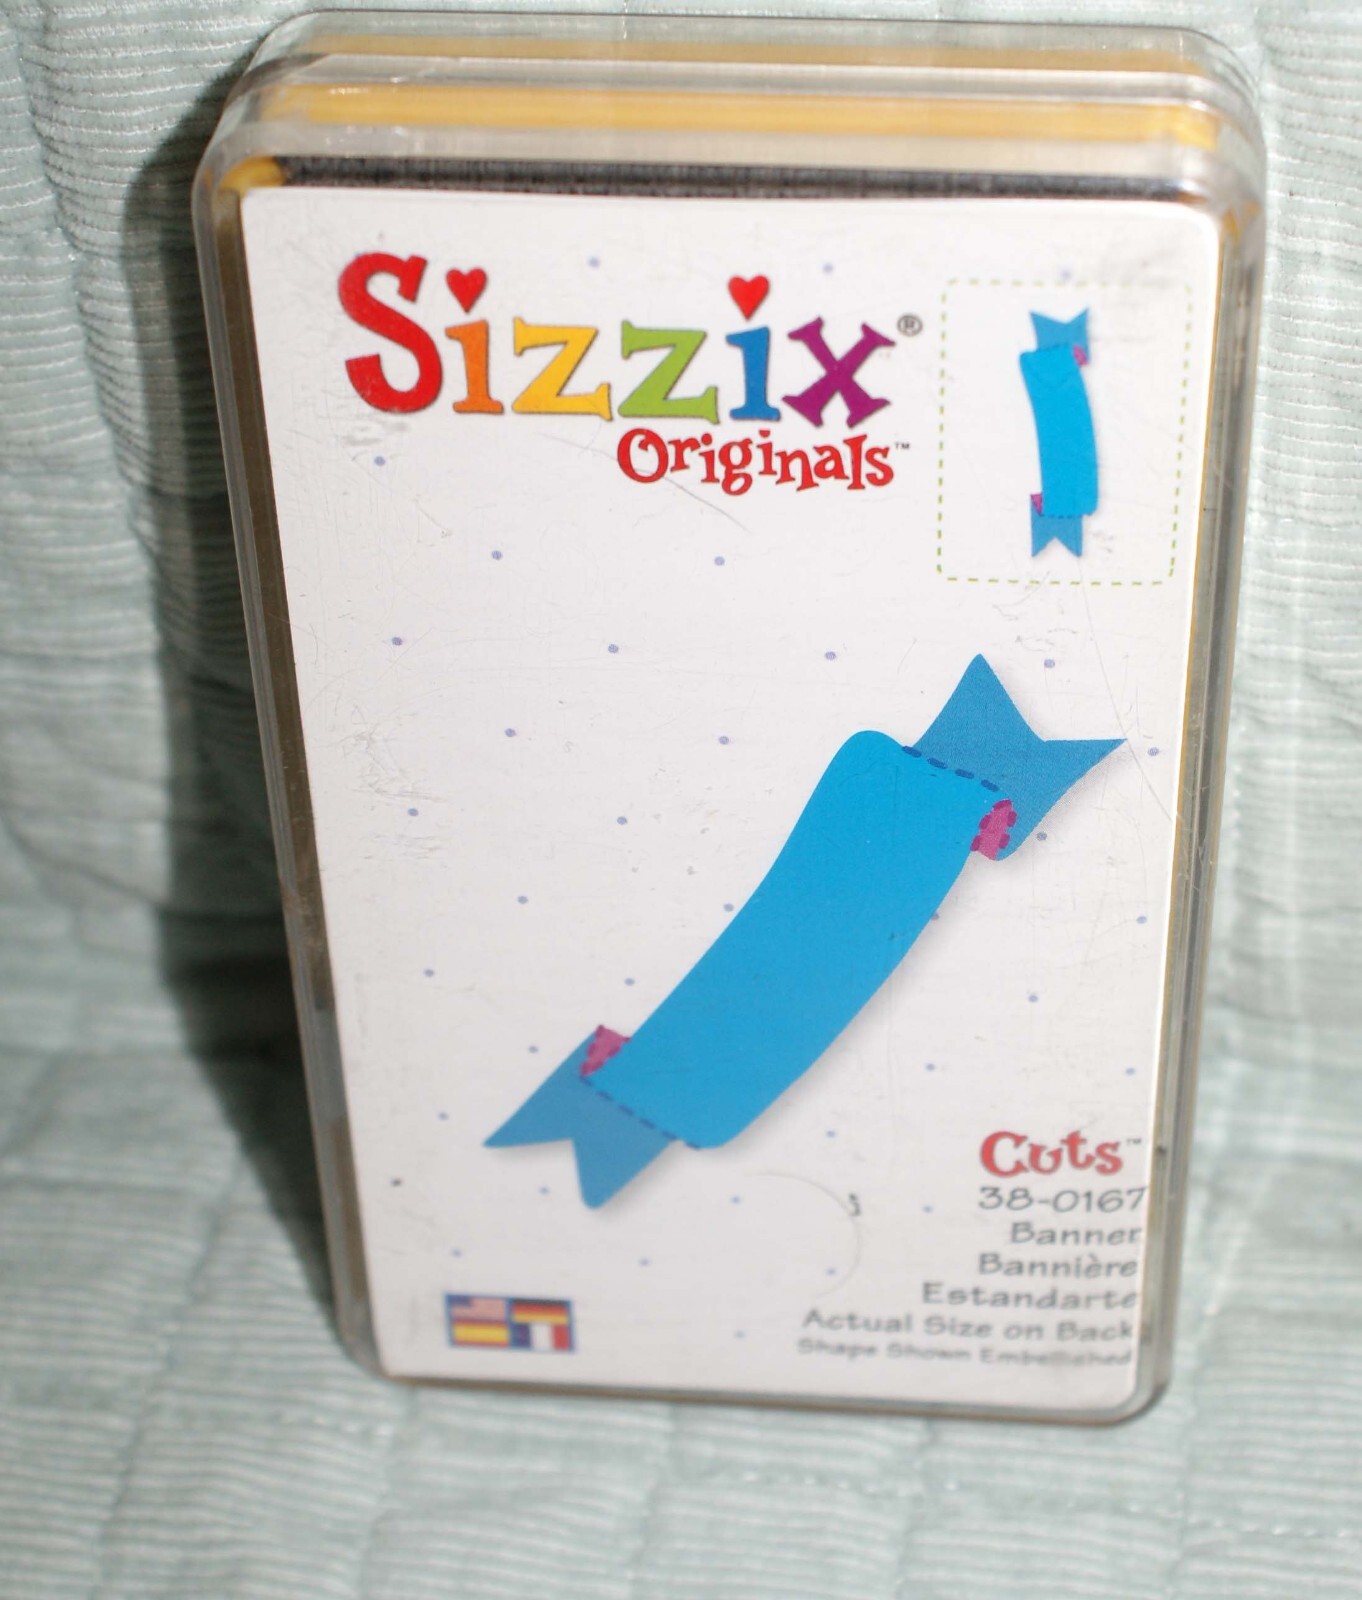 Sizzix®
Originals™
Cuts™
38-0167
Banner
Bannière
Estandarte
Actual Size on Back
Shape Shown Embellished